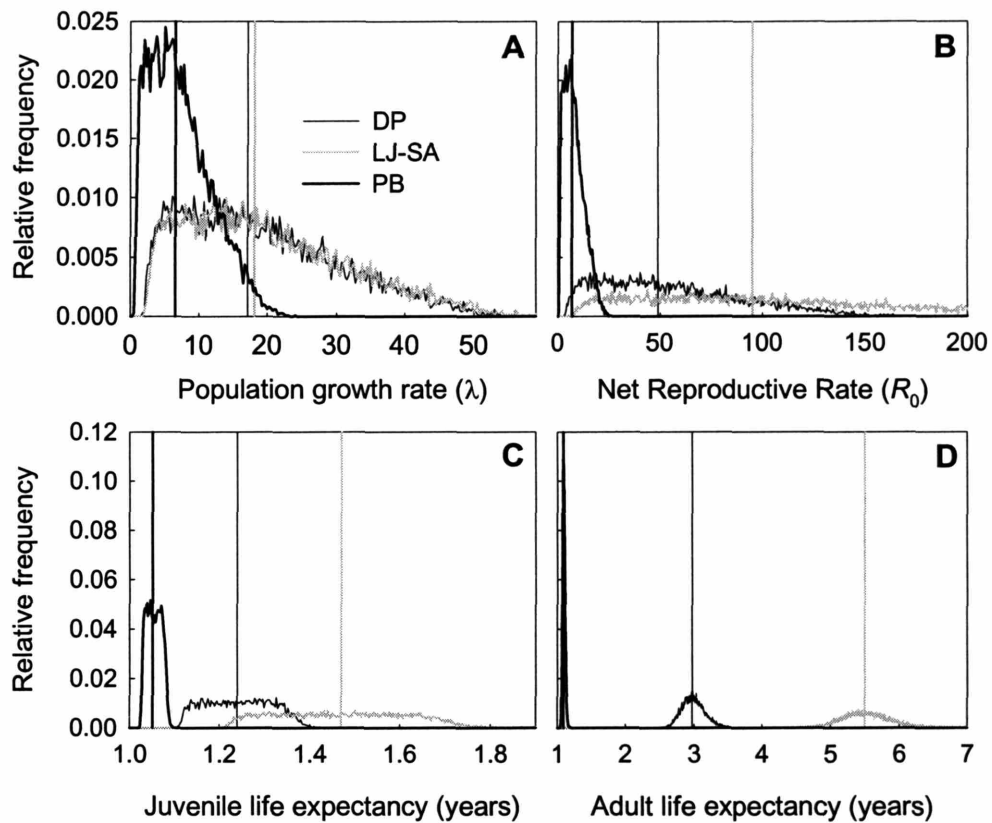 A
B
Relative frequency
0.025
0.020
0.015
0.010
0.005
0.000
DP
LJ-SA
PB
0 10 20 30 40 50
0 50 100 150 200
Population growth rate (λ)
Net Reproductive Rate (R0)
C
D
Relative frequency
0.12
0.10
0.08
0.06
0.04
0.02
0.00
1.0 1.2 1.4 1.6 1.8
1 2 3 4 5 6 7
Juvenile life expectancy (years)
Adult life expectancy (years)